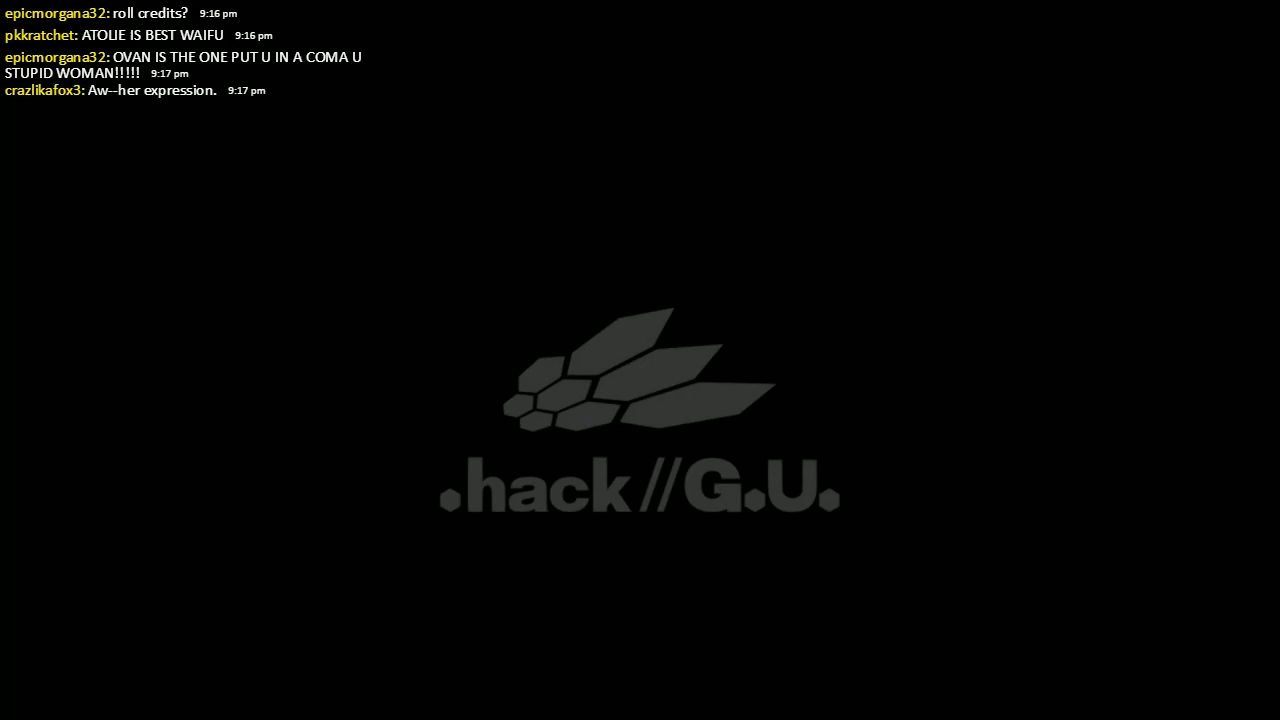 epicmorgana32: roll credits? 9:16 pm
pkkratchet: ATOLIE IS BEST WAIFU 9:16 pm
epicmorgana32: OVAN IS THE ONE PUT U IN A COMA U
STUPID WOMAN!!!!! 9:17 pm
crazlikafox3: Aw--her expression. 9:17 pm
.hack//G.U.